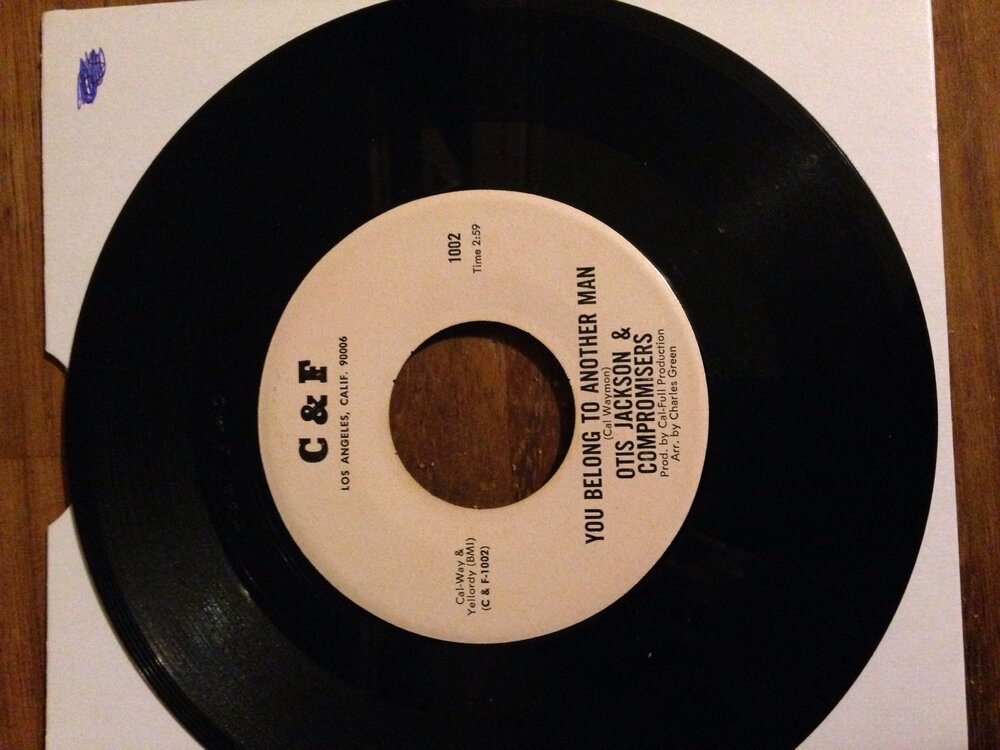 C & F
LOS ANGELES, CALIF. 90006
Cal-Way &
Yellordy (BMI)
(C & F-1002)
1002
Time 2:59
YOU BELONG TO ANOTHER MAN
(Cal Waymon)
OTIS JACKSON &
COMPROMISERS
Prod. by Cal-Full Production
Arr. by Charles Green